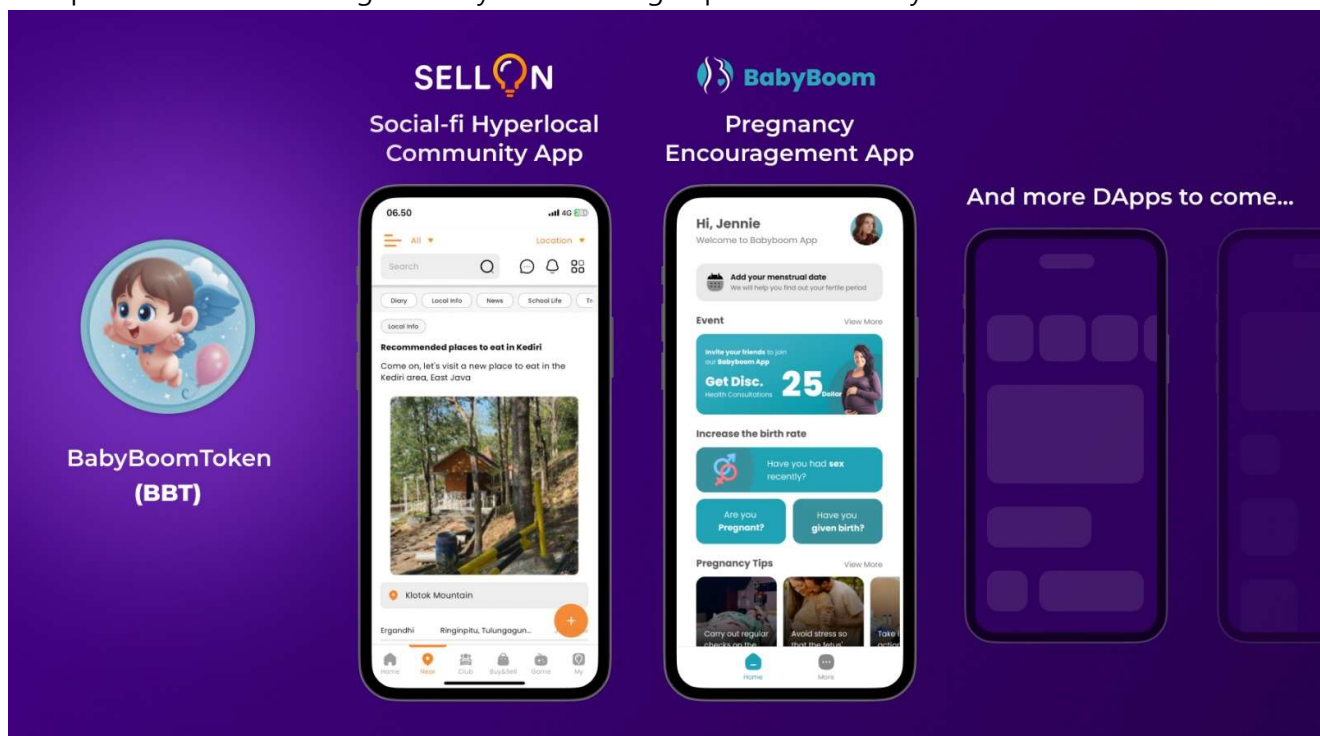 SELLON
Social-fi Hyperlocal
Community App
BabyBoom
Pregnancy
Encouragement App
And more DApps to come...
BabyBoomToken
(BBT)
06.50
4G
All
Location
Search
Diary
Local Info
News
School Life
Local Info
Recommended places to eat in Kediri
Come on, let's visit a new place to eat in the
Kediri area, East Java
Klotok Mountain
Ergandhi
Ringinpitu, Tulungagun...
+
Home
Near
Club
Buy&Sell
Game
My
Hi, Jennie
Welcome to Babyboom App
Add your menstrual date
We will help you find out your fertile period
Event
View More
Invite your friends to join
our Babyboom App
Get Disc.
Health Consultations
25
Dollar
Increase the birth rate
Have you had sex
recently?
Are you
Pregnant?
Have you
given birth?
Pregnancy Tips
View More
Carry out regular
checks on the
Avoid stress so
that the fetus'
Home
More